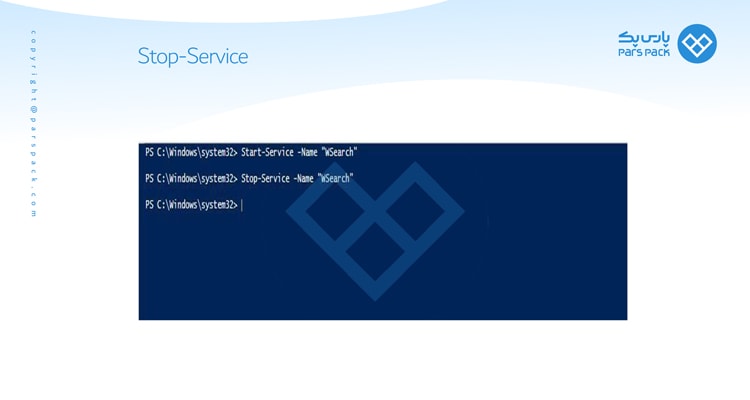 Stop-Service
پارس پک
Pars Pack
copyright@parspack.com
PS C:\Windows\system32> Start-Service -Name "WSearch"
PS C:\Windows\system32> Stop-Service -Name "WSearch"
PS C:\Windows\system32>